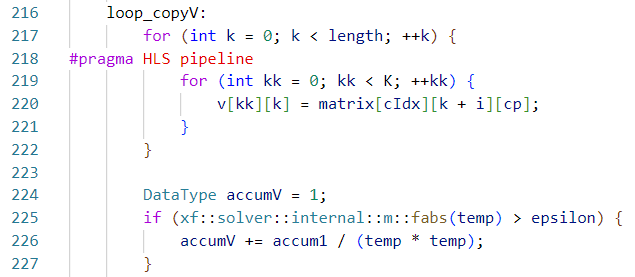 216 loop_copyV:
217 for (int k = 0; k < length; ++k) {
218 #pragma HLS pipeline
219 for (int kk = 0; kk < K; ++kk) {
220 v[kk][k] = matrix[cIdx][k + i][cp];
221 }
222 }
223
224 DataType accumV = 1;
225 if (xf::solver::internal::m::fabs(temp) > epsilon) {
226 accumV += accum1 / (temp * temp);
227 }